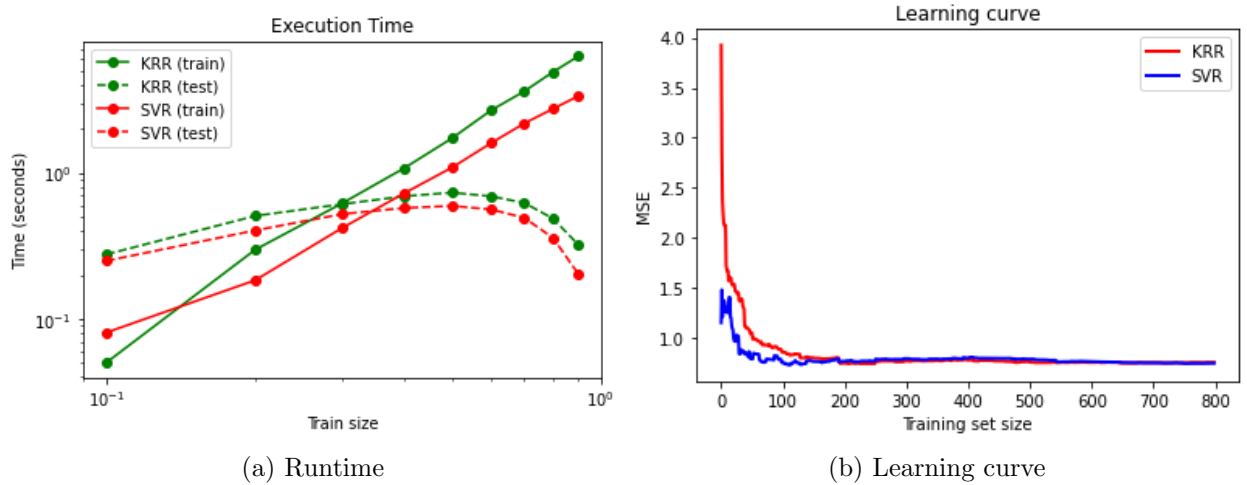 Execution Time
KRR (train)
KRR (test)
SVR (train)
SVR (test)
Time (seconds)
10⁰
10⁻¹
10⁻¹
10⁰
Train size
(a) Runtime
Learning curve
KRR
SVR
MSE
4.0
3.5
3.0
2.5
2.0
1.5
1.0
0
100
200
300
400
500
600
700
800
Training set size
(b) Learning curve